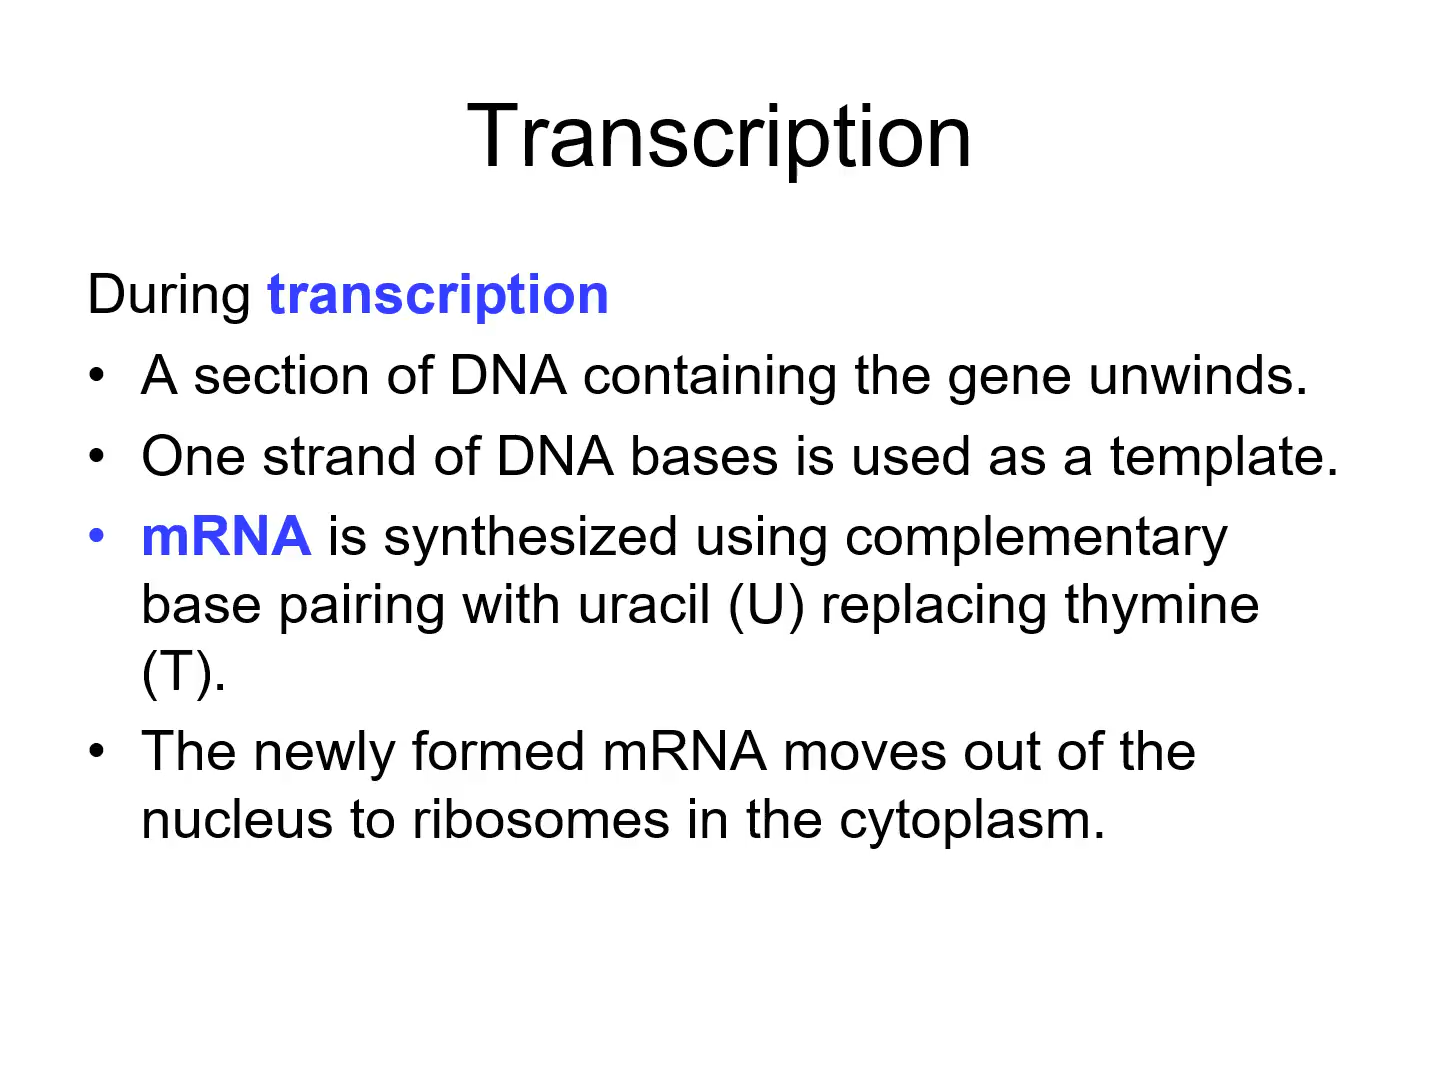 Transcription
During transcription
• A section of DNA containing the gene unwinds.
• One strand of DNA bases is used as a template.
• mRNA is synthesized using complementary
base pairing with uracil (U) replacing thymine
(T).
• The newly formed mRNA moves out of the
nucleus to ribosomes in the cytoplasm.